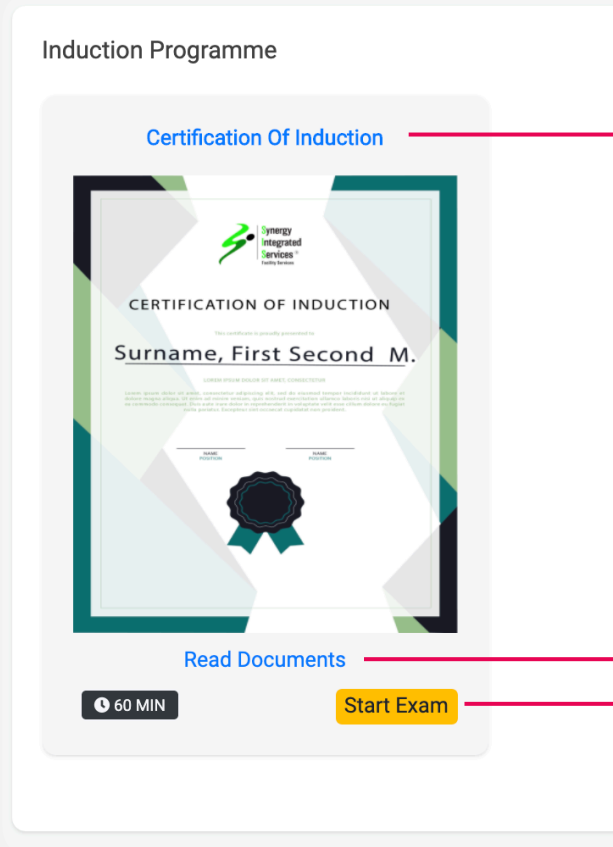 Induction Programme
Certification Of Induction
Synergy
Integrated
Services
Facility Services
CERTIFICATION OF INDUCTION
This certificate is proudly presented to
Surname, First Second M.
LOREM IPSUM DOLOR SIT AMET, CONSECTETUR
NAME NAME
POSITION POSITION
Read Documents
60 MIN Start Exam